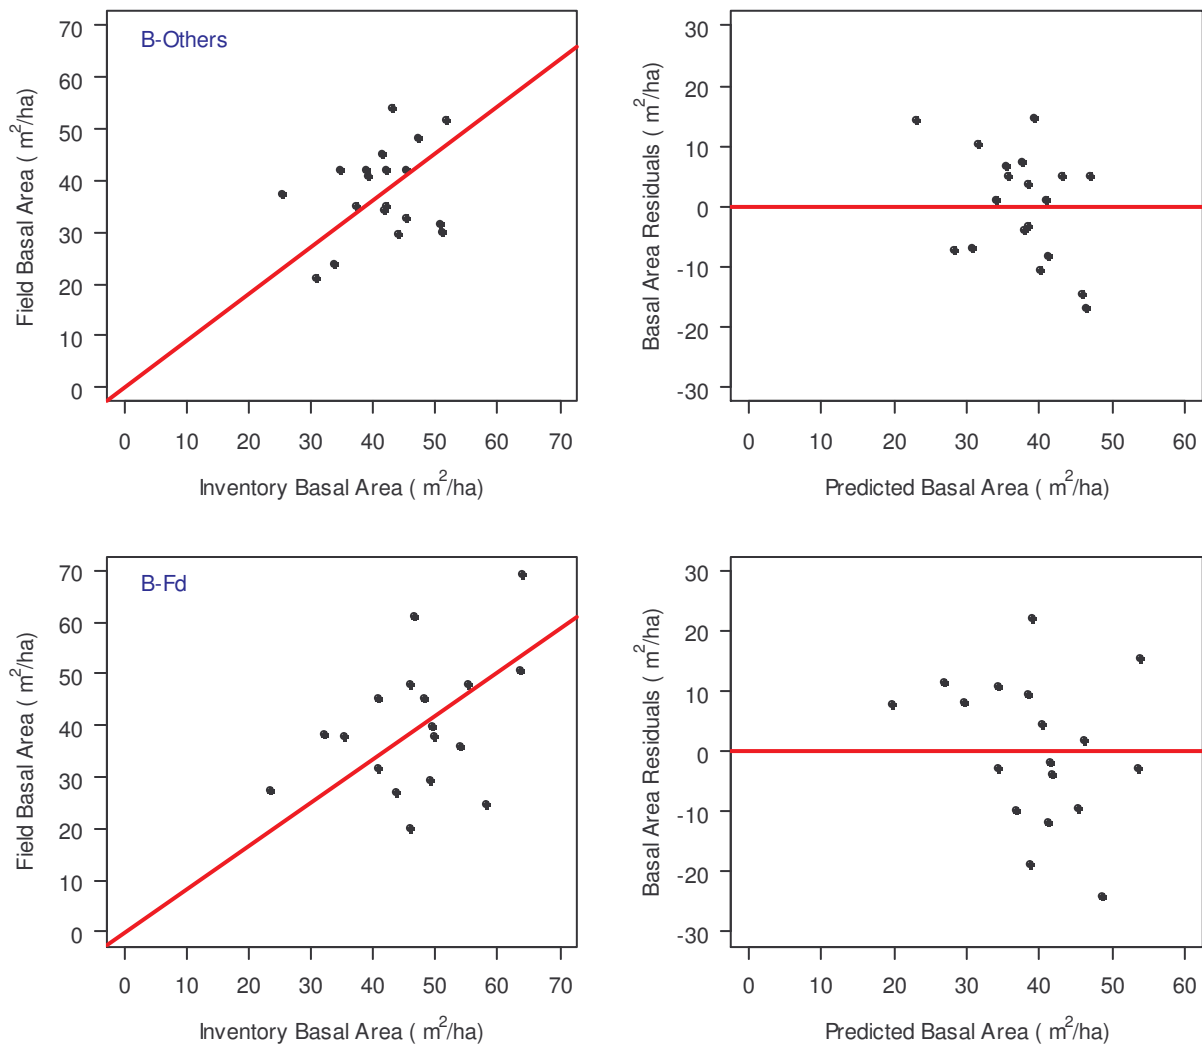 B-Others
Field Basal Area ( m²/ha)
70
60
50
40
30
20
10
0
0 10 20 30 40 50 60 70
Inventory Basal Area ( m²/ha)
Basal Area Residuals ( m²/ha)
30
20
10
0
-10
-20
-30
0 10 20 30 40 50 60
Predicted Basal Area ( m²/ha)
B-Fd
Field Basal Area ( m²/ha)
70
60
50
40
30
20
10
0
0 10 20 30 40 50 60 70
Inventory Basal Area ( m²/ha)
Basal Area Residuals ( m²/ha)
30
20
10
0
-10
-20
-30
0 10 20 30 40 50 60
Predicted Basal Area ( m²/ha)